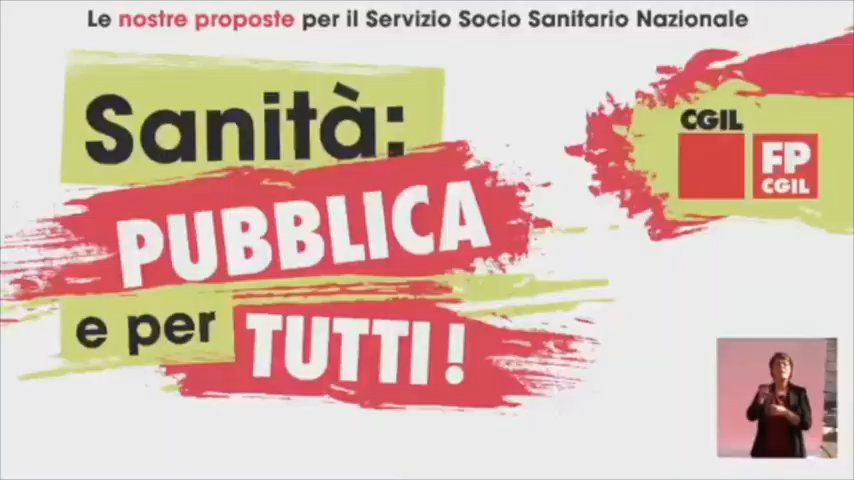 Le nostre proposte per il Servizio Socio Sanitario Nazionale
Sanità:
PUBBLICA
e per
TUTTI!
CGIL
FP
CGIL